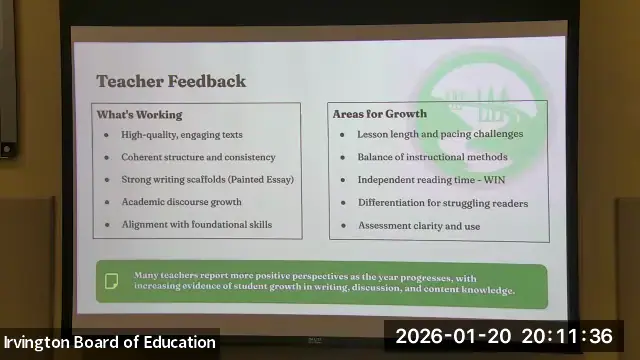 Teacher Feedback
What's Working
High-quality, engaging texts
Coherent structure and consistency
Strong writing scaffolds (Painted Essay)
Academic discourse growth
Alignment with foundational skills
Areas for Growth
Lesson length and pacing challenges
Balance of instructional methods
Independent reading time - WIN
Differentiation for struggling readers
Assessment clarity and use
Many teachers report more positive perspectives as the year progresses, with
increasing evidence of student growth in writing, discussion, and content knowledge.
Irvington Board of Education
2026-01-20 20:11:36